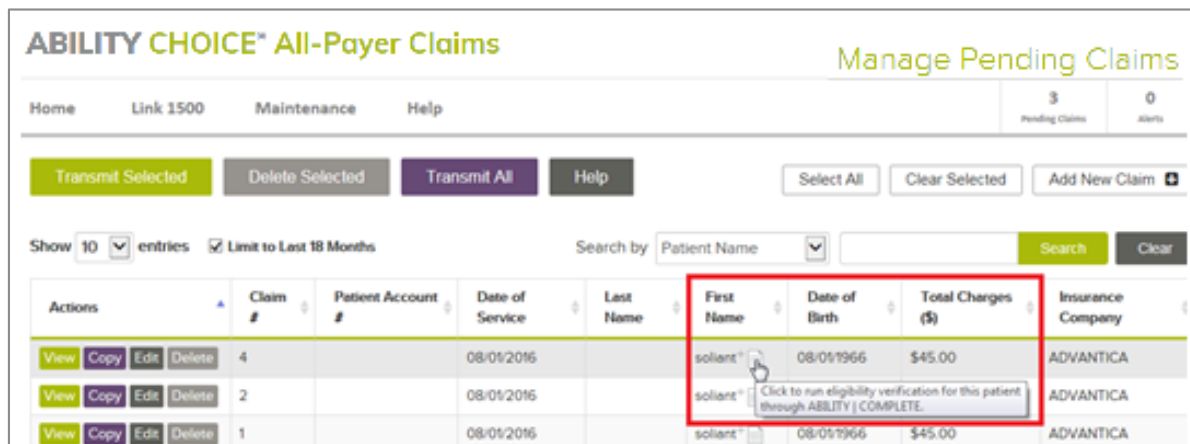 ABILITY CHOICE® All-Payer Claims
Manage Pending Claims
Home Link 1500 Maintenance Help 3 0
Pending Claims Alerts
Transmit Selected Delete Selected Transmit All Help Select All Clear Selected Add New Claim
Show 10 entries Limit to Last 18 Months Search by Patient Name Search Clear
Actions Claim # Patient Account # Date of Service Last Name First Name Date of Birth Total Charges ($) Insurance Company
View Copy Edit Delete 4 08/01/2016 soliant* 08/01/1966 $45.00 ADVANTICA
View Copy Edit Delete 2 08/01/2016 soliant* ADVANTICA
Click to run eligibility verification for this patient
through ABILITY | COMPLETE.
View Copy Edit Delete 1 08/01/2016 soliant* 08/01/1966 $45.00 ADVANTICA